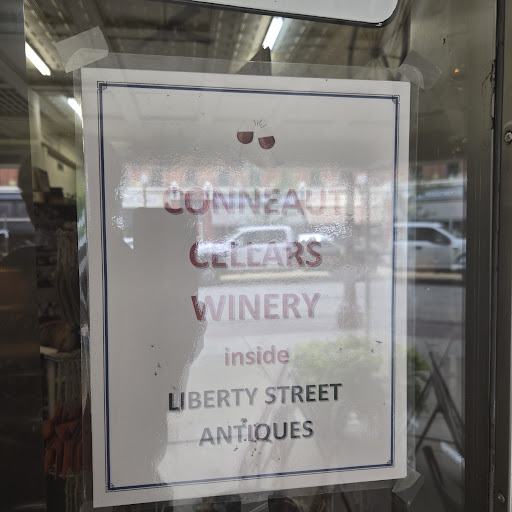 CONNEAUT
CELLARS
WINERY
inside
LIBERTY STREET
ANTIQUES